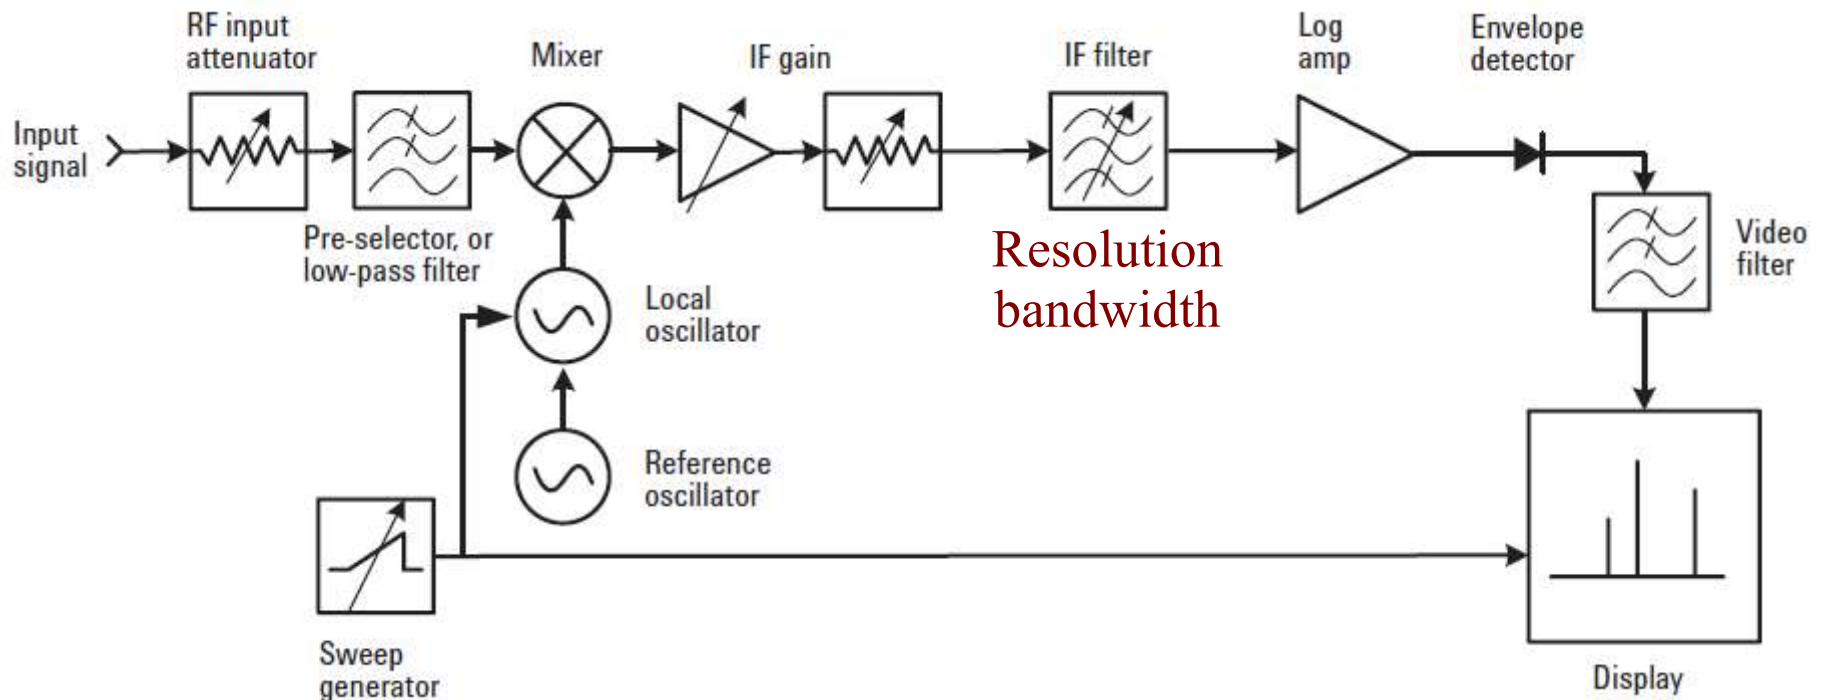 RF input
attenuator
Mixer
IF gain
IF filter
Log
amp
Envelope
detector
Input
signal
Pre-selector, or
low-pass filter
Resolution
bandwidth
Video
filter
Local
oscillator
Reference
oscillator
Sweep
generator
Display